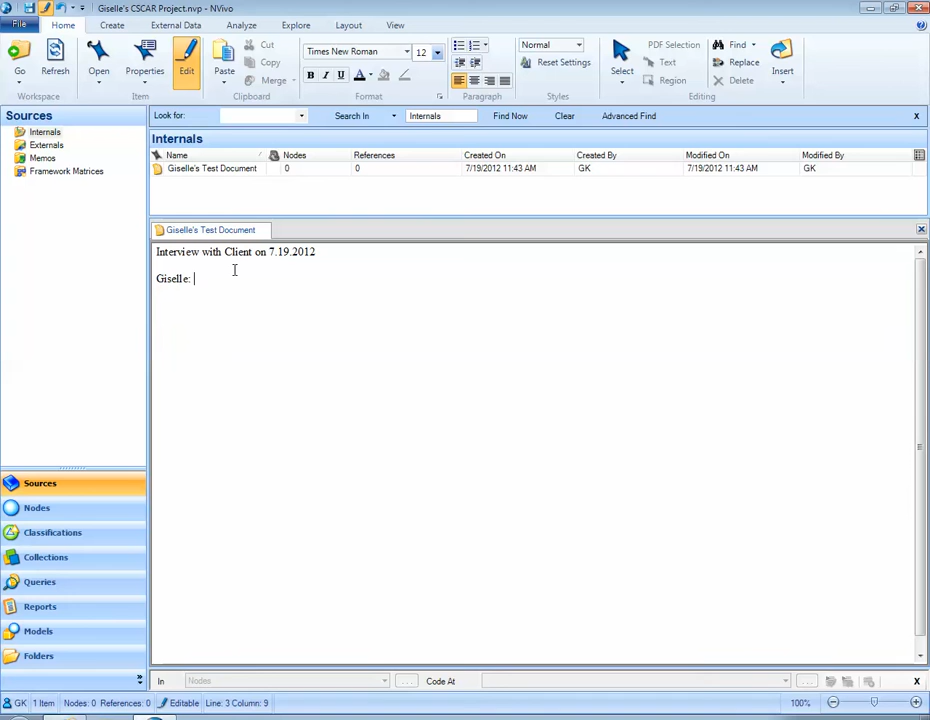 Giselle's CSCAR Project.nvp - NVivo
File Home Create External Data Analyze Explore Layout View
Go Refresh Open Properties Edit Paste Cut Copy Merge Times New Roman 12 B I U A Normal Reset Settings Select PDF Selection Text Region Find Replace Delete Insert
Workspace Item Clipboard Format Paragraph Styles Editing
Sources
Internals
Externals
Memos
Framework Matrices
Look for: Search In Internals Find Now Clear Advanced Find x
Internals
Name Nodes References Created On Created By Modified On Modified By
Giselle's Test Document 0 0 7/19/2012 11:43 AM GK 7/19/2012 11:43 AM GK
Giselle's Test Document
Interview with Client on 7.19.2012
Giselle:
Sources
Nodes
Classifications
Collections
Queries
Reports
Models
Folders
In Nodes ... Code At ... x
GK 1 Item Nodes: 0 References: 0 Editable Line: 3 Column: 9 100%